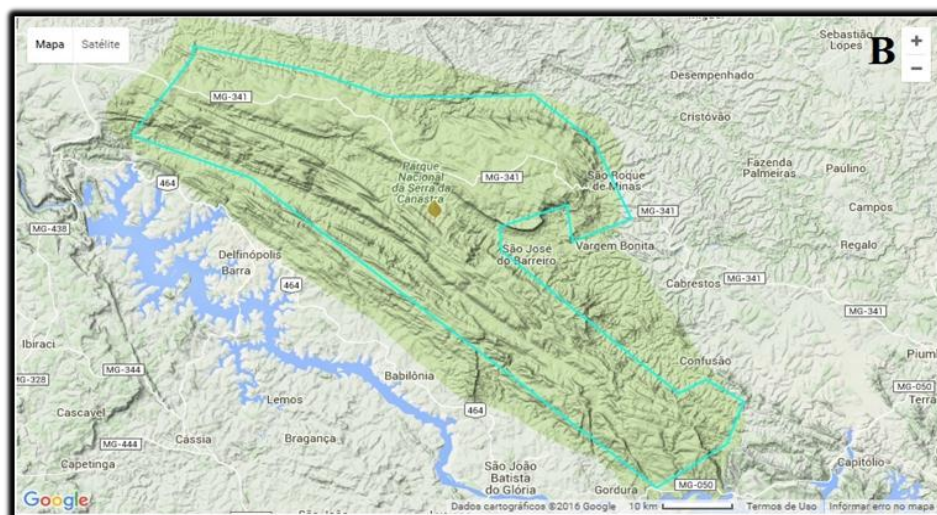 Mapa Satélite
B
+
−
Sebastião
Lopes
Desempenhado
MG-341
Cristóvão
Parque
Nacional
da Serra da
Canastra
MG-341
São Roque
de Minas
Fazenda
Palmeiras
Paulino
464
MG-341
Campos
MG-438
Delfinópolis
Barra
São Jose
do Barreiro
Vargem Bonita
Regalo
464
Cabrestos
MG-341
Ibiraci
MG-344
Confusão
Pium
MG-328
Babilônia
MG-050
Terra
Lemos
Cascavel
464
MG-444
Cássia
Bragança
Capetinga
São João
Batista
do Glória
Capitólio
Gordura
MG-050
Google
Dados cartográficos ©2016 Google
10 km
Termos de Uso
Informar erro no mapa